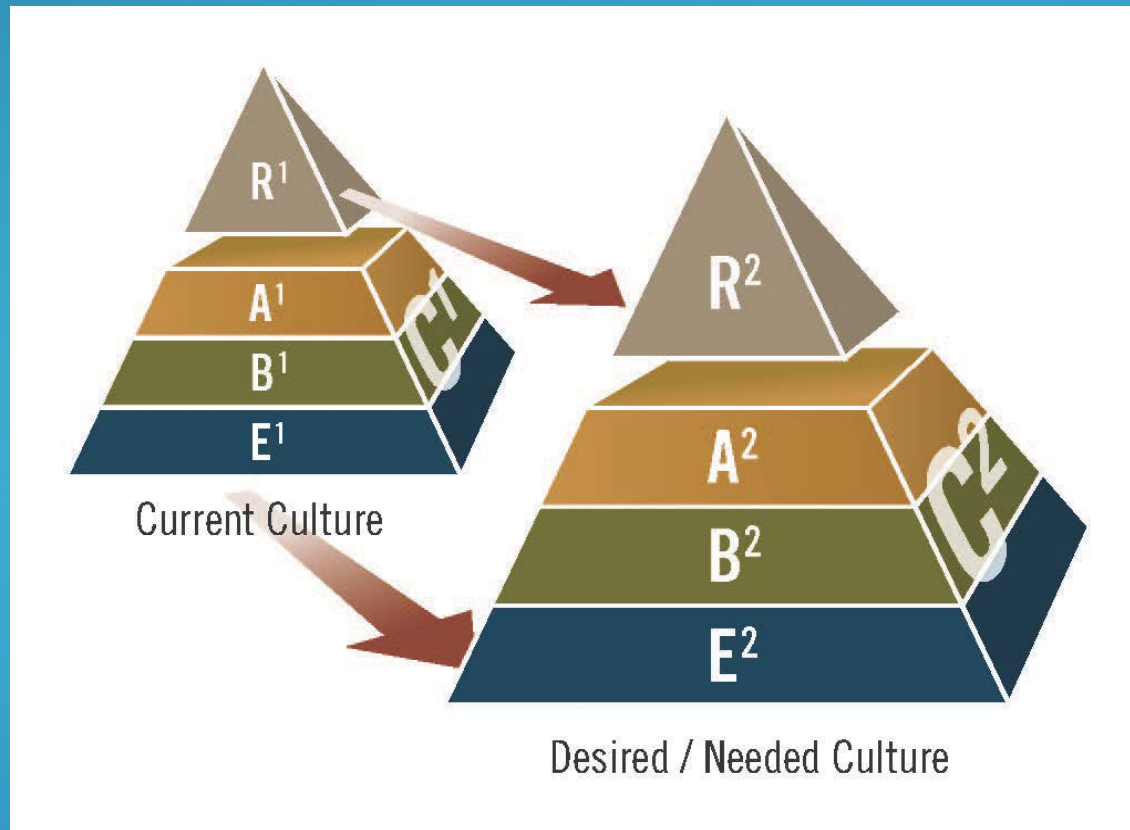 R¹
A¹
B¹
E¹
C¹
Current Culture
R²
A²
B²
E²
C²
Desired / Needed Culture